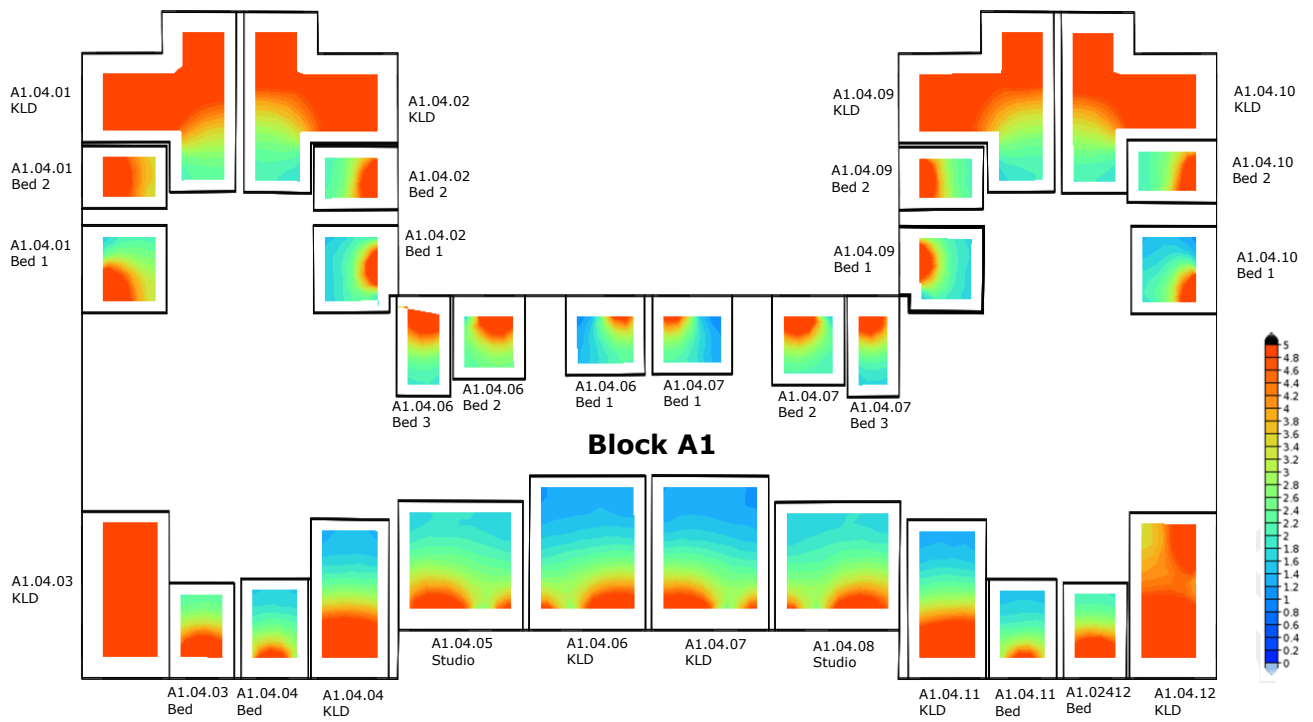 A1.04.01
KLD
A1.04.02
KLD
A1.04.09
KLD
A1.04.10
KLD
A1.04.01
Bed 2
A1.04.02
Bed 2
A1.04.09
Bed 2
A1.04.10
Bed 2
A1.04.01
Bed 1
A1.04.02
Bed 1
A1.04.09
Bed 1
A1.04.10
Bed 1
A1.04.06
Bed 3
A1.04.06
Bed 2
A1.04.06
Bed 1
A1.04.07
Bed 1
A1.04.07
Bed 2
A1.04.07
Bed 3
Block A1
5
4.8
4.6
4.4
4.2
4
3.8
3.6
3.4
3.2
3
2.8
2.6
2.4
2.2
2
1.8
1.6
1.4
1.2
1
0.8
0.6
0.4
0.2
0
A1.04.03
KLD
A1.04.05
Studio
A1.04.06
KLD
A1.04.07
KLD
A1.04.08
Studio
A1.04.03
Bed
A1.04.04
Bed
A1.04.04
KLD
A1.04.11
KLD
A1.04.11
Bed
A1.02412
Bed
A1.04.12
KLD